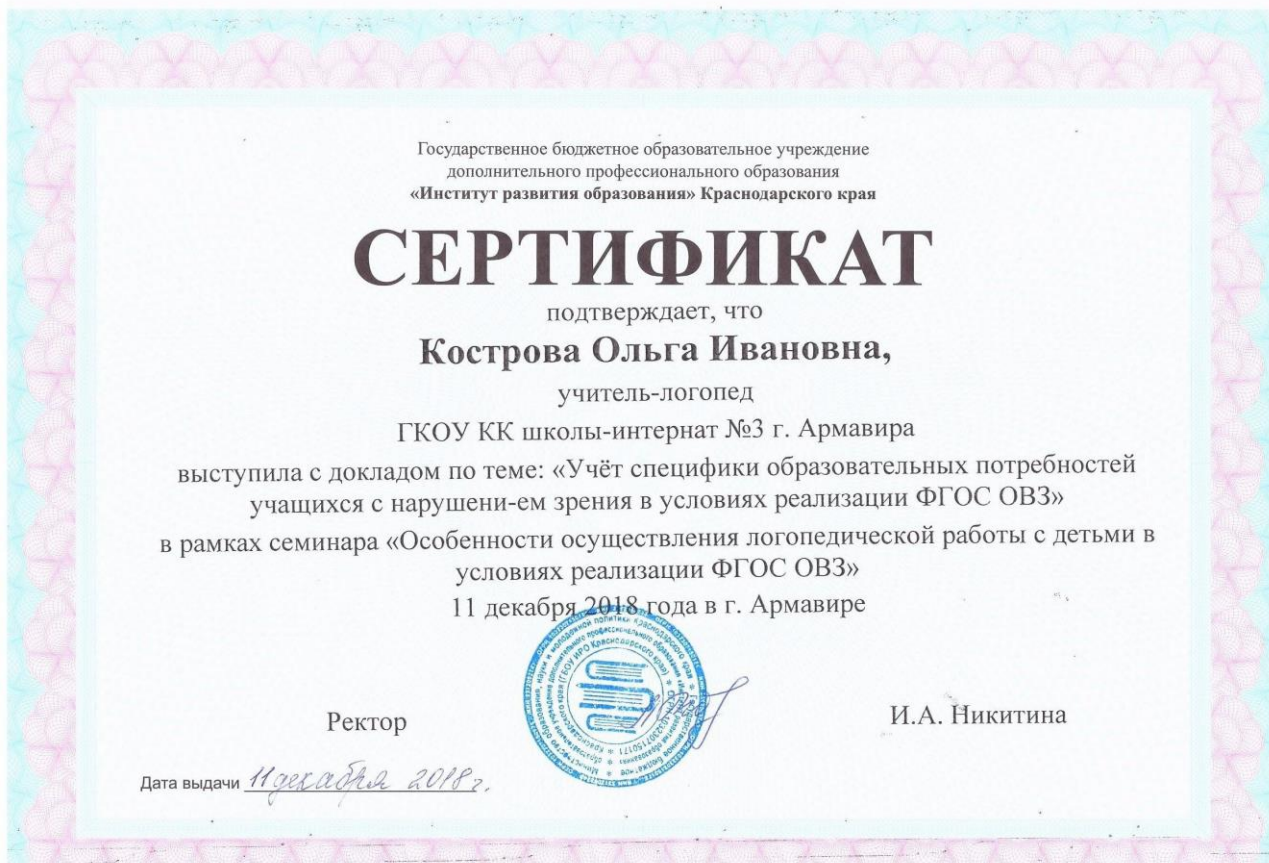 Государственное бюджетное образовательное учреждение
дополнительного профессионального образования
«Институт развития образования» Краснодарского края
СЕРТИФИКАТ
подтверждает, что
Кострова Ольга Ивановна,
учитель-логопед
ГКОУ КК школы-интернат №3 г. Армавира
выступила с докладом по теме: «Учёт специфики образовательных потребностей
учащихся с нарушени-ем зрения в условиях реализации ФГОС ОВЗ»
в рамках семинара «Особенности осуществления логопедической работы с детьми в
условиях реализации ФГОС ОВЗ»
11 декабря 2018 года в г. Армавире
Ректор
И.А. Никитина
Дата выдачи 11 декабря 2018 г.